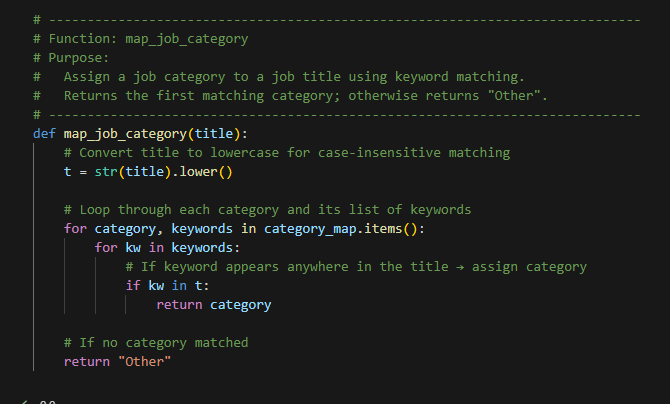 # -----------------------------------------------------------------------------
# Function: map_job_category
# Purpose:
#   Assign a job category to a job title using keyword matching.
#   Returns the first matching category; otherwise returns "Other".
# -----------------------------------------------------------------------------
def map_job_category(title):
    # Convert title to lowercase for case-insensitive matching
    t = str(title).lower()

    # Loop through each category and its list of keywords
    for category, keywords in category_map.items():
        for kw in keywords:
            # If keyword appears anywhere in the title → assign category
            if kw in t:
                return category

    # If no category matched
    return "Other"